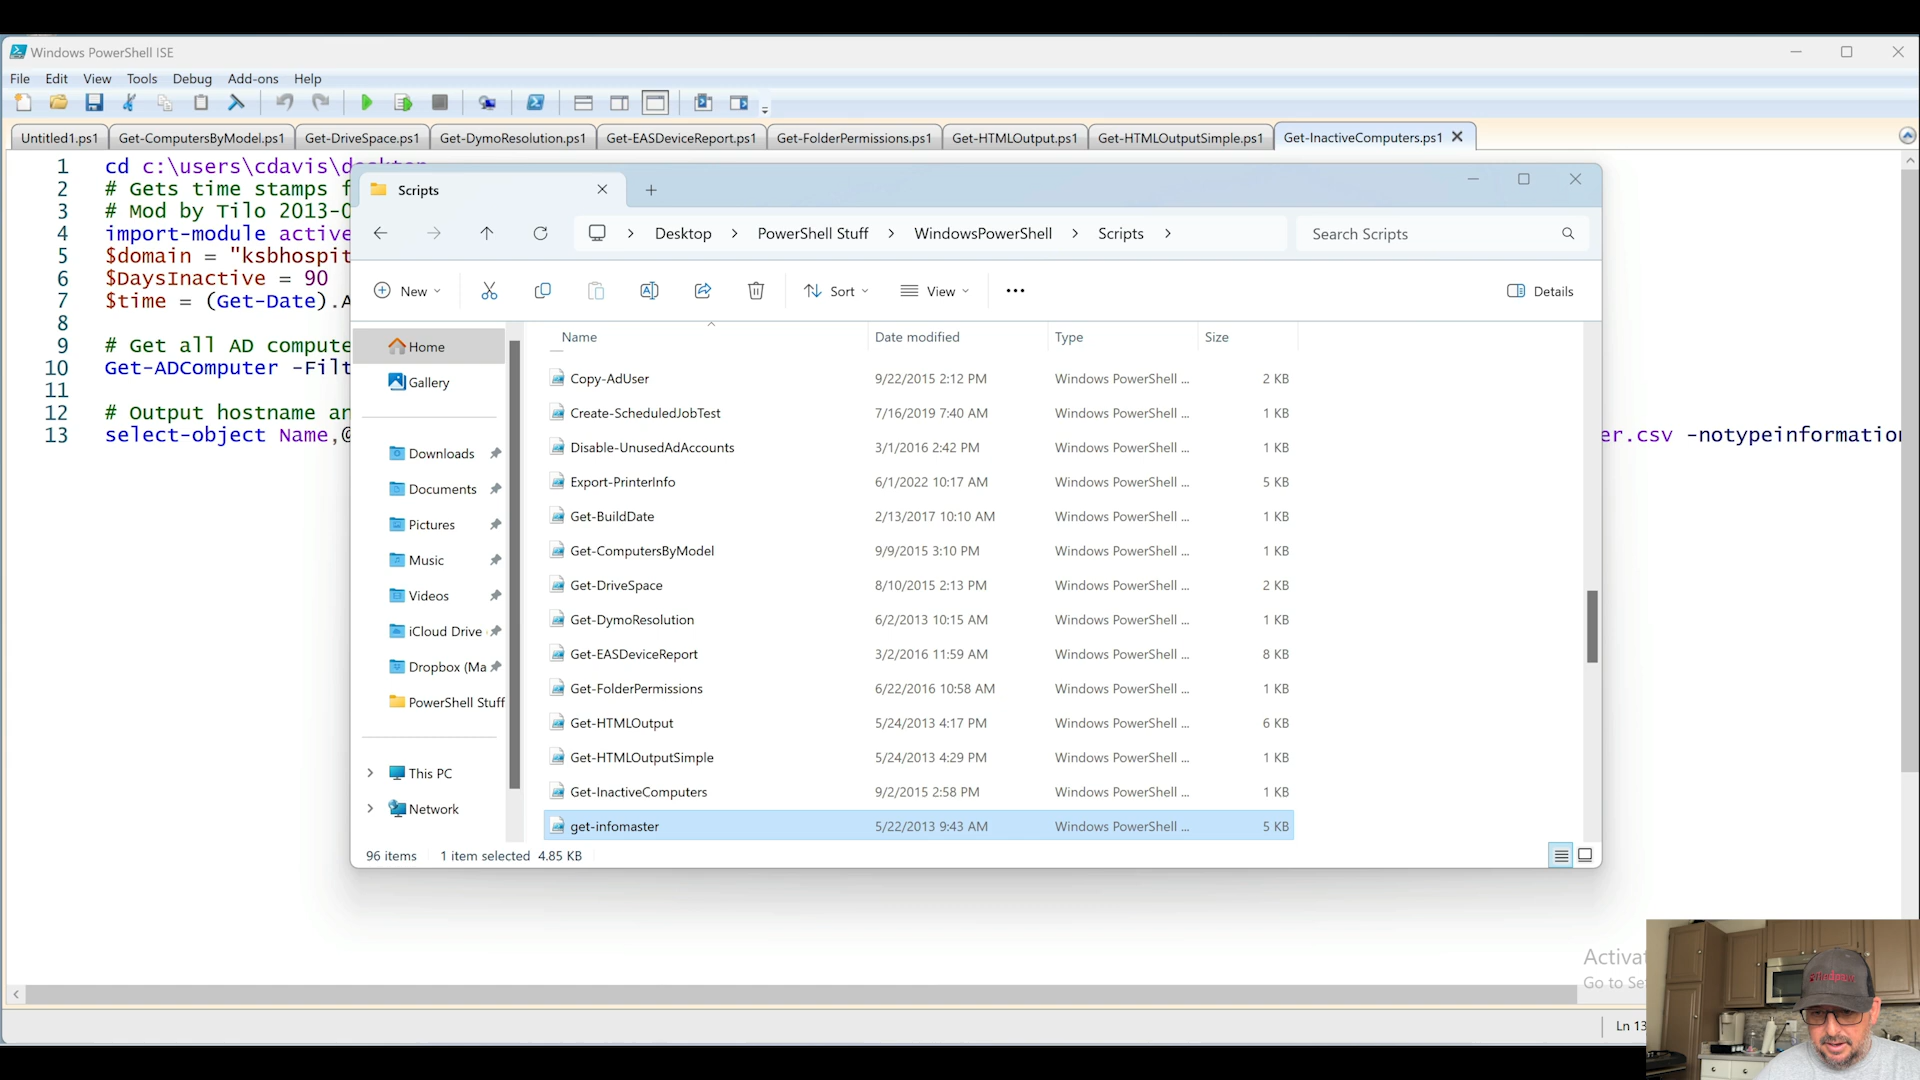 Windows PowerShell ISE
File Edit View Tools Debug Add-ons Help
Untitled1.ps1 Get-ComputersByModel.ps1 Get-DriveSpace.ps1 Get-DymoResolution.ps1 Get-EASDeviceReport.ps1 Get-FolderPermissions.ps1 Get-HTMLOutput.ps1 Get-HTMLOutputSimple.ps1 Get-InactiveComputers.ps1
1 cd c:\users\cdavis\desktop
2 # Gets time stamps f
3 # Mod by Tilo 2013-0
4 import-module active
5 $domain = "ksbhospit
6 $DaysInactive = 90
7 $time = (Get-Date).A
8
9 # Get all AD compute
10 Get-ADComputer -Filt
11
12 # Output hostname an
13 select-object Name,@ er.csv -notypeinformation
Scripts
Desktop > PowerShell Stuff > WindowsPowerShell > Scripts >
Search Scripts
New Sort View Details
Home
Gallery
Downloads
Documents
Pictures
Music
Videos
iCloud Drive
Dropbox (Ma
PowerShell Stuff
This PC
Network
Name Date modified Type Size
Copy-AdUser 9/22/2015 2:12 PM Windows PowerShell ... 2 KB
Create-ScheduledJobTest 7/16/2019 7:40 AM Windows PowerShell ... 1 KB
Disable-UnusedAdAccounts 3/1/2016 2:42 PM Windows PowerShell ... 1 KB
Export-PrinterInfo 6/1/2022 10:17 AM Windows PowerShell ... 5 KB
Get-BuildDate 2/13/2017 10:10 AM Windows PowerShell ... 1 KB
Get-ComputersByModel 9/9/2015 3:10 PM Windows PowerShell ... 1 KB
Get-DriveSpace 8/10/2015 2:13 PM Windows PowerShell ... 2 KB
Get-DymoResolution 6/2/2013 10:15 AM Windows PowerShell ... 1 KB
Get-EASDeviceReport 3/2/2016 11:59 AM Windows PowerShell ... 8 KB
Get-FolderPermissions 6/22/2016 10:58 AM Windows PowerShell ... 1 KB
Get-HTMLOutput 5/24/2013 4:17 PM Windows PowerShell ... 6 KB
Get-HTMLOutputSimple 5/24/2013 4:29 PM Windows PowerShell ... 1 KB
Get-InactiveComputers 9/2/2015 2:58 PM Windows PowerShell ... 1 KB
get-infomaster 5/22/2013 9:43 AM Windows PowerShell ... 5 KB
96 items 1 item selected 4.85 KB
Activat
Go to Se
Ln 13